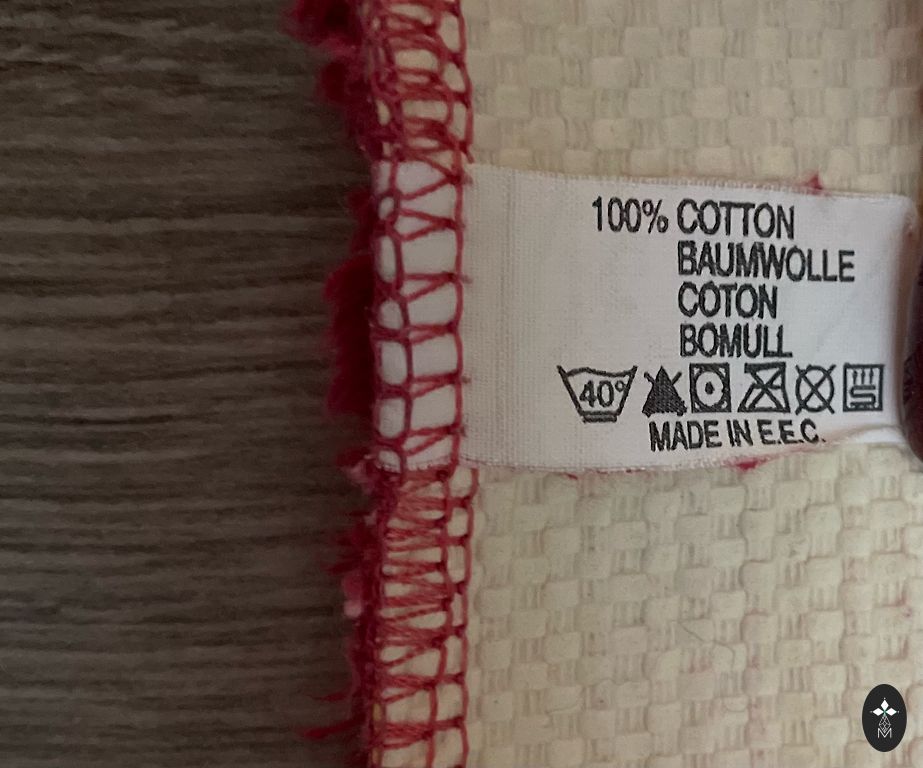 100% COTTON
BAUMWOLLE
COTON
BOMULL
40°
MADE IN E.E.C.
M